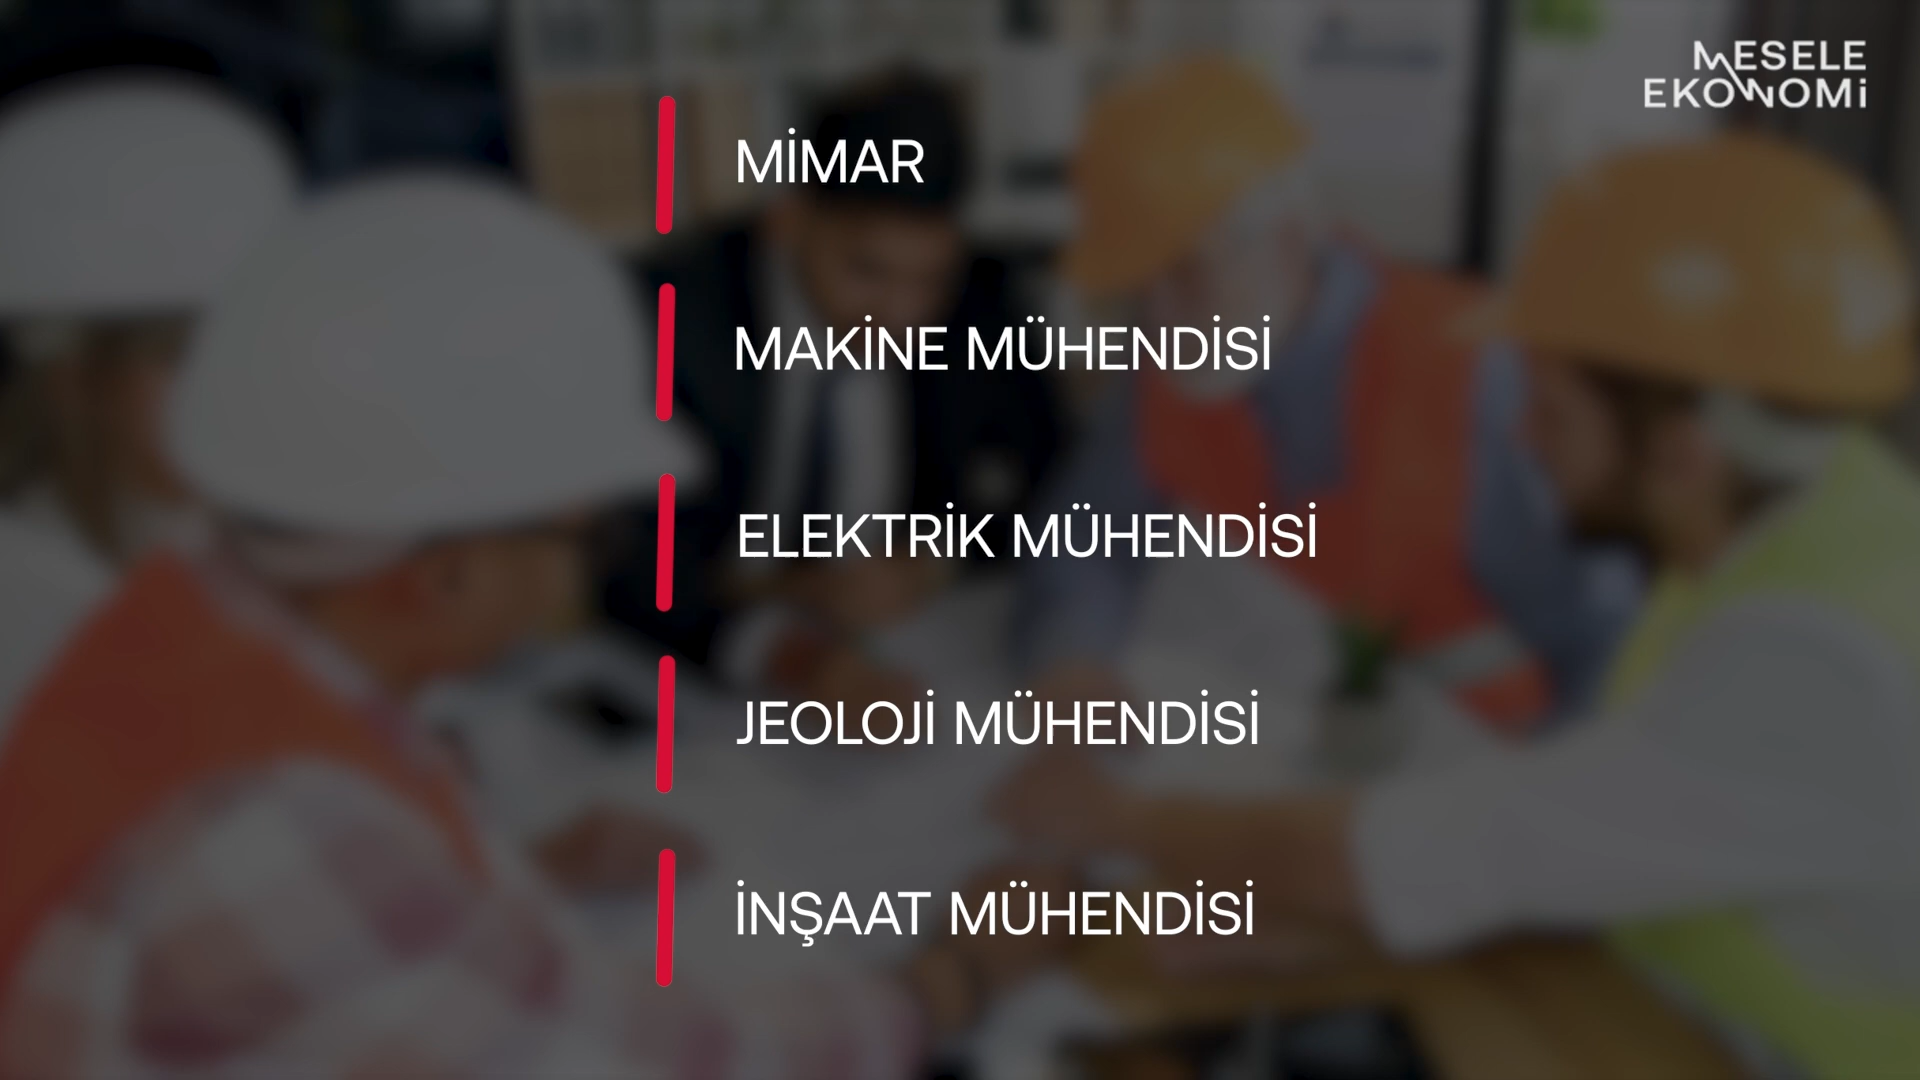 MESELE
EKONOMİ
MİMAR
MAKİNE MÜHENDİSİ
ELEKTRİK MÜHENDİSİ
JEOLOJİ MÜHENDİSİ
İNŞAAT MÜHENDİSİ